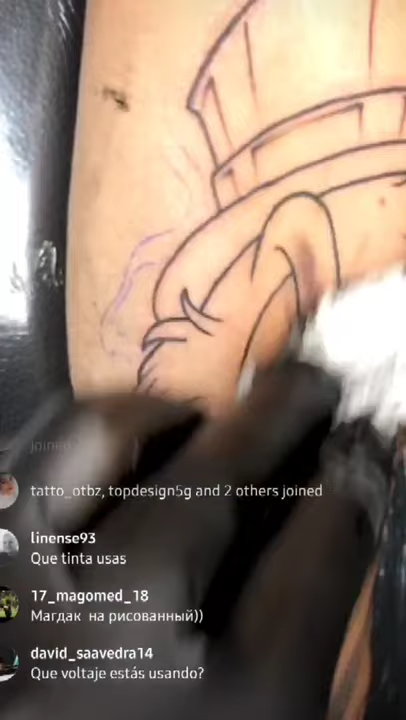 joined
tatto_otbz, topdesign5g and 2 others joined
linense93
Que tinta usas
17_magomed_18
Магдак на рисованный))
david_saavedra14
Que voltaje estás usando?